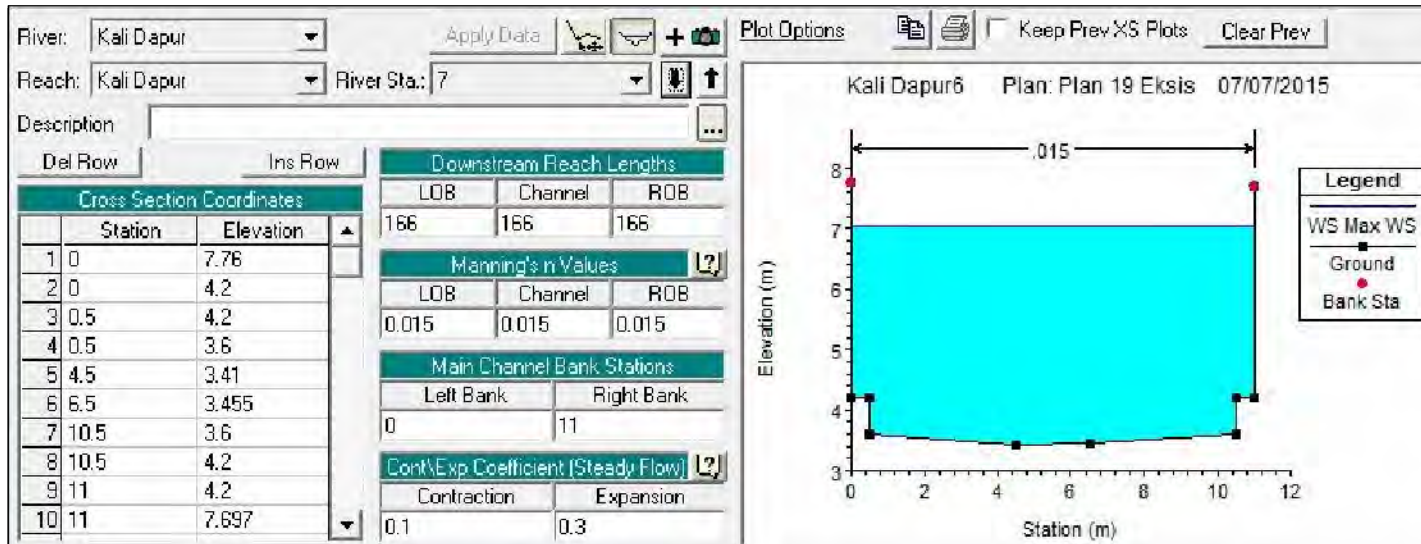 River: Kali Dapur Apply Data
Reach: Kali Dapur River Sta.: 7
Description ...
Del Row Ins Row
Cross Section Coordinates
Station Elevation
1 0 7.76
2 0 4.2
3 0.5 4.2
4 0.5 3.6
5 4.5 3.41
6 6.5 3.455
7 10.5 3.6
8 10.5 4.2
9 11 4.2
10 11 7.697
Downstream Reach Lengths
LOB Channel ROB
166 166 166
Manning's n Values ?
LOB Channel ROB
0.015 0.015 0.015
Main Channel Bank Stations
Left Bank Right Bank
0 11
Cont\Exp Coefficient (Steady Flow) ?
Contraction Expansion
0.1 0.3
Plot Options Keep Prev XS Plots Clear Prev
Kali Dapur6 Plan: Plan 19 Eksis 07/07/2015
.015
8
7
6
5
4
3
Elevation (m)
0 2 4 6 8 10 12
Station (m)
Legend
WS Max WS
Ground
Bank Sta